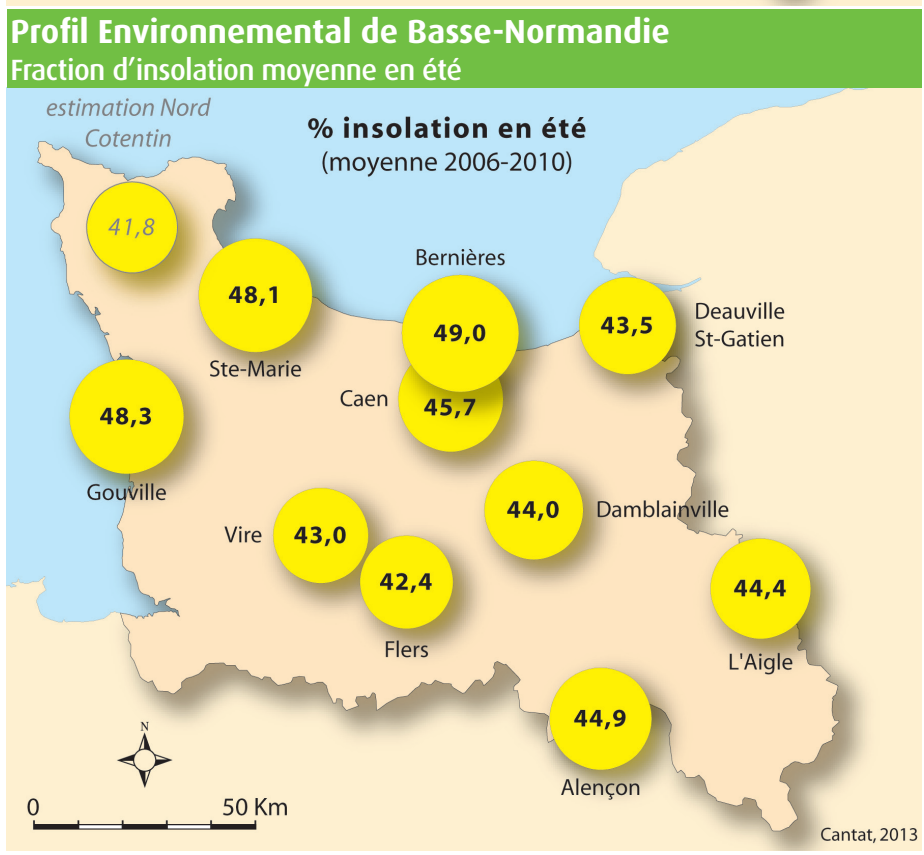 Profil Environnemental de Basse-Normandie
Fraction d’insolation moyenne en été
estimation Nord
Cotentin
% insolation en été
(moyenne 2006-2010)
41,8
48,1
Ste-Marie
Bernières
49,0
43,5
Deauville
St-Gatien
Caen
45,7
48,3
Gouville
Vire
43,0
44,0
Damblainville
42,4
Flers
44,4
L'Aigle
44,9
Alençon
N
0
50 Km
Cantat, 2013